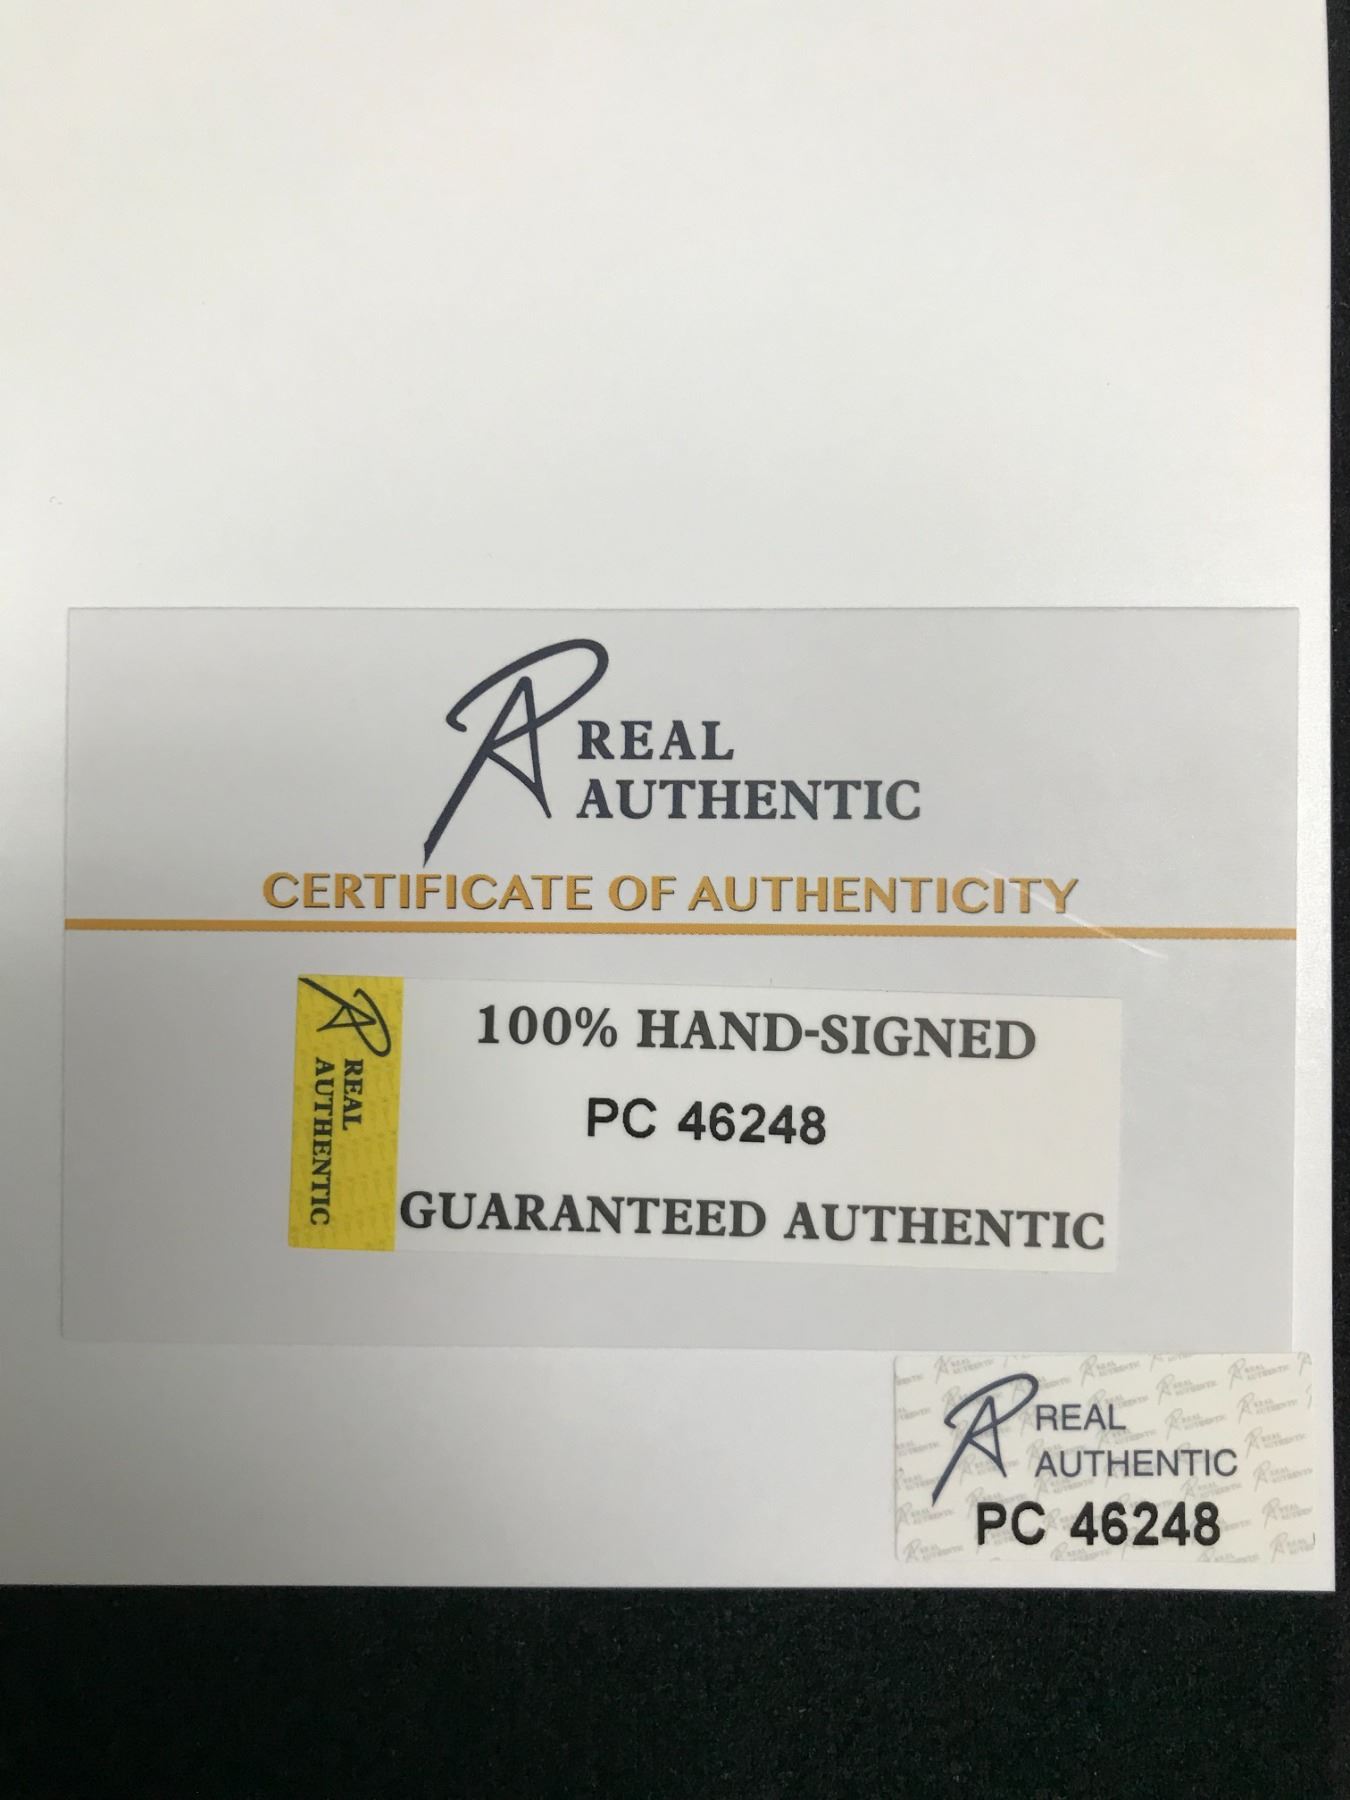 REAL
AUTHENTIC
CERTIFICATE OF AUTHENTICITY
REAL
AUTHENTIC
100% HAND-SIGNED
PC 46248
GUARANTEED AUTHENTIC
REAL
AUTHENTIC
PC 46248